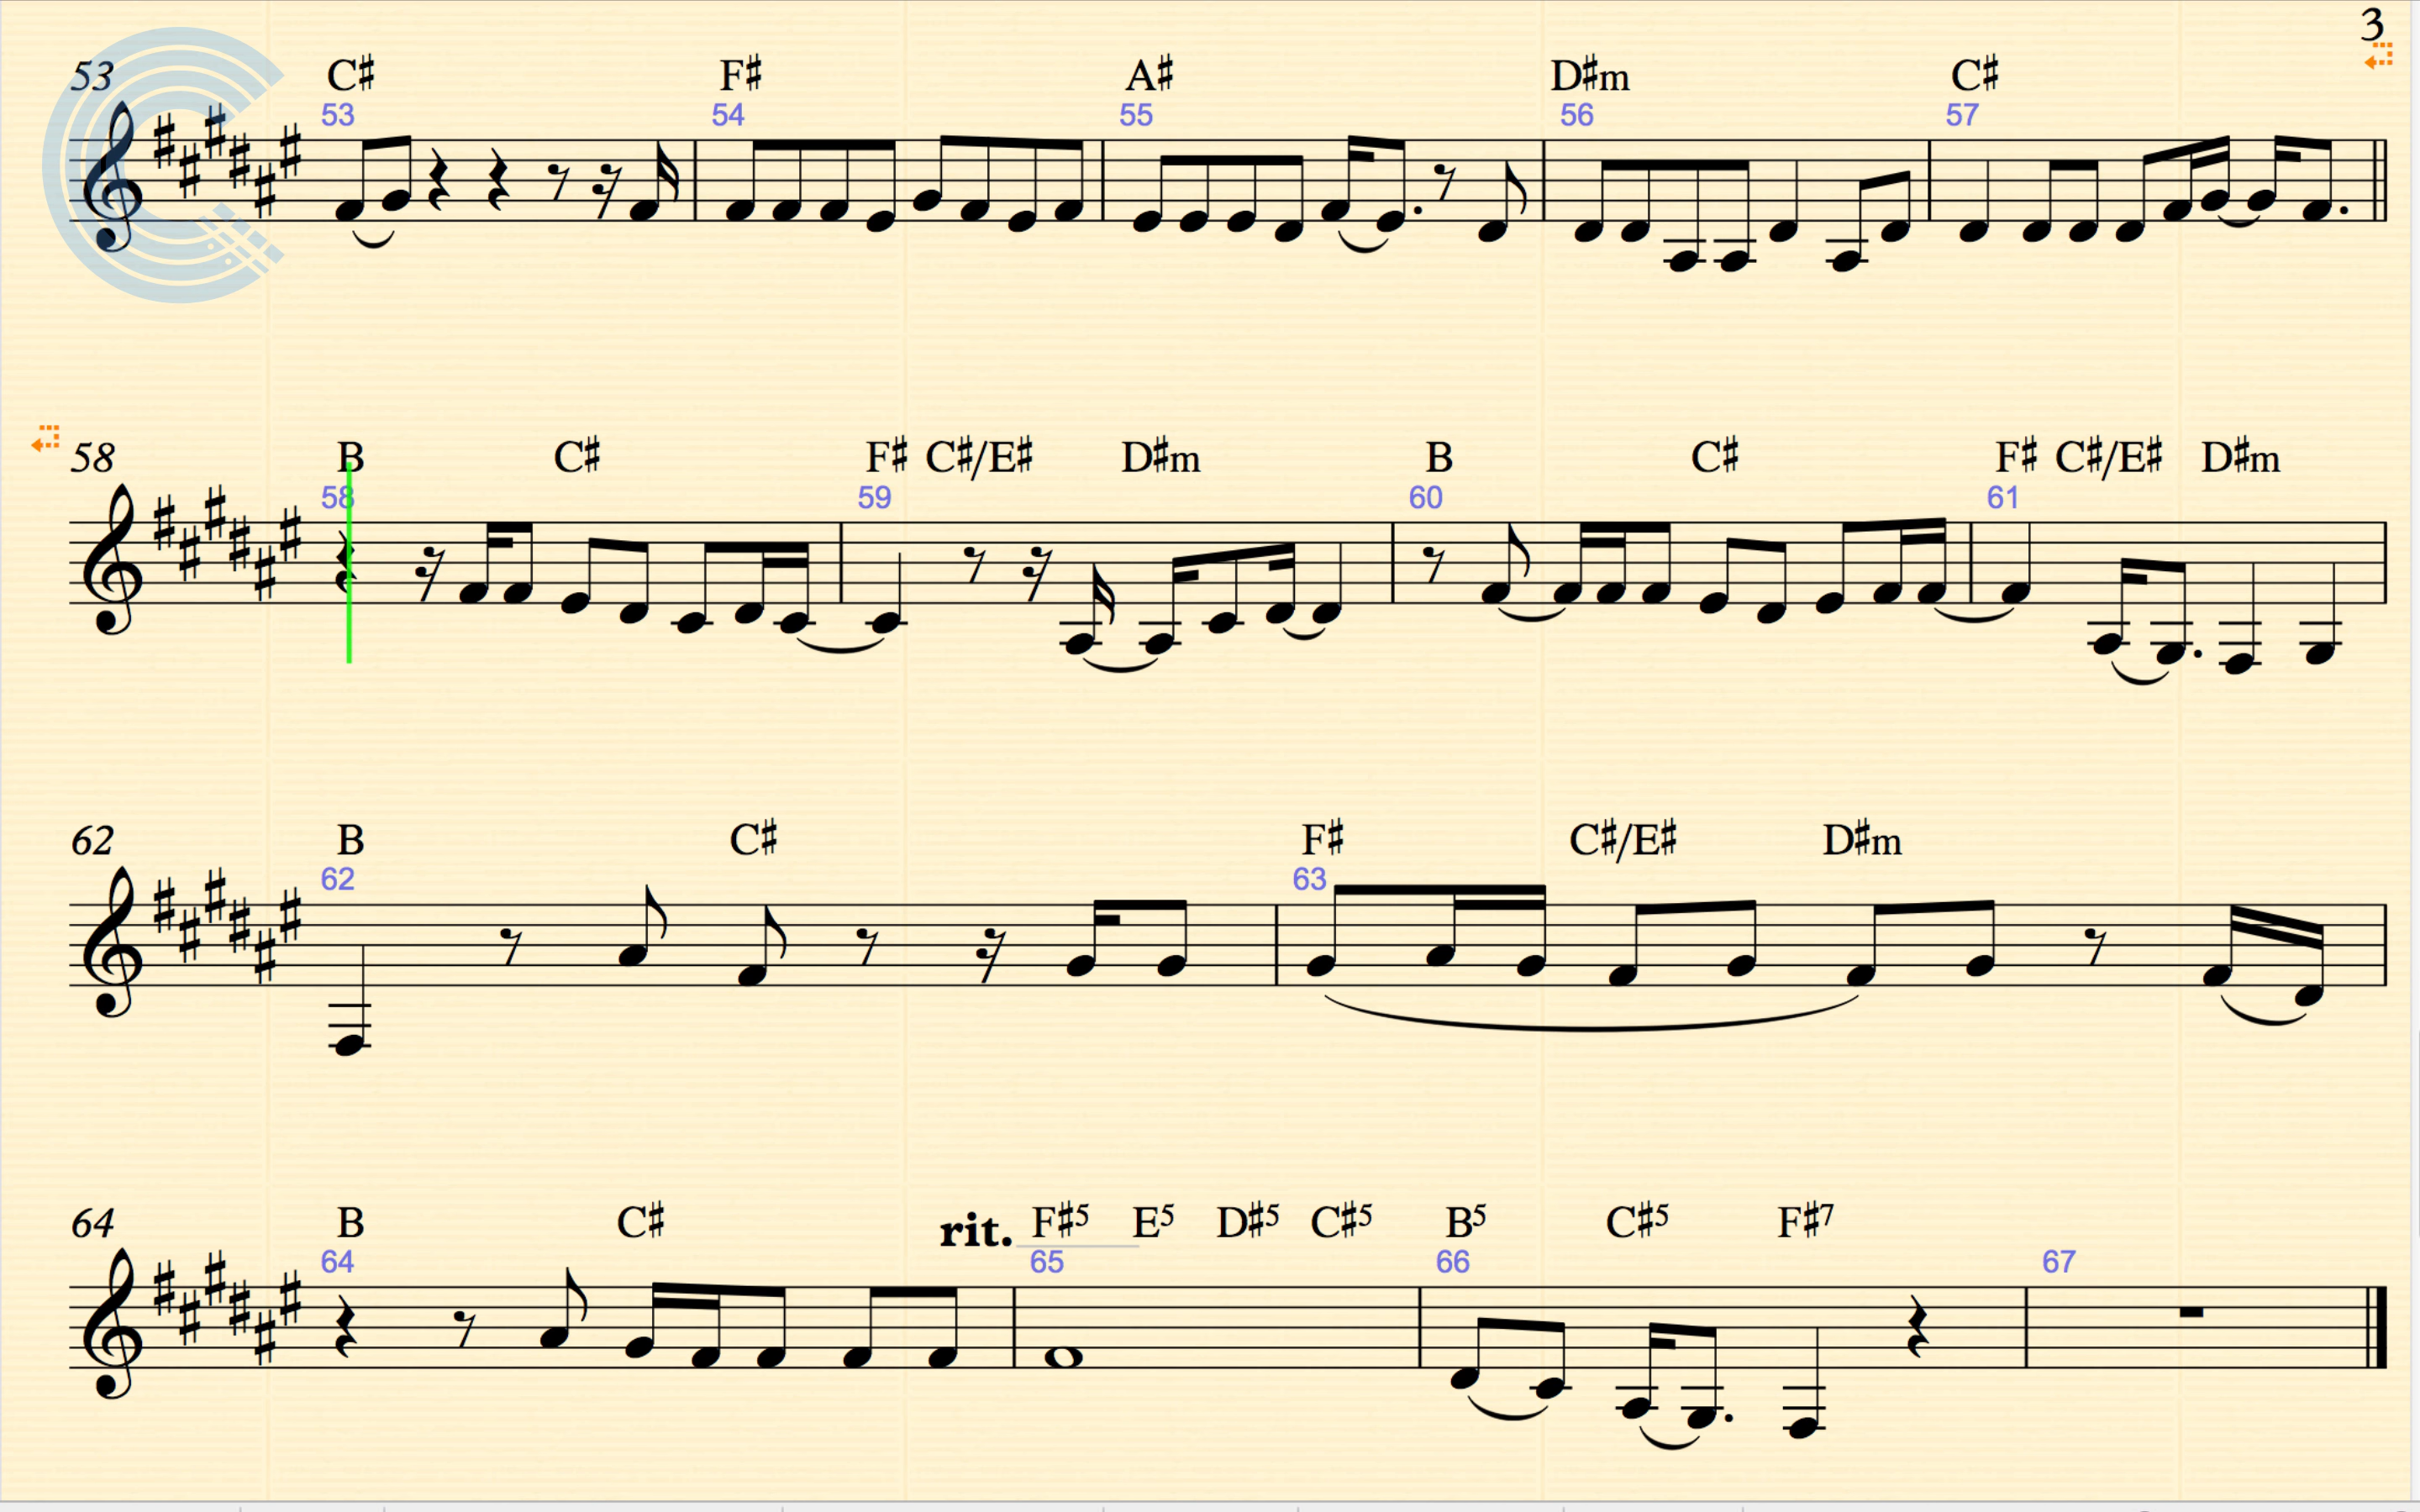 3
53 C♯ F♯ A♯ D♯m C♯
53 54 55 56 57
58 B C♯ F♯ C♯/E♯ D♯m B C♯ F♯ C♯/E♯ D♯m
58 59 60 61
62 B C♯ F♯ C♯/E♯ D♯m
62 63
64 B C♯ rit. F♯5 E5 D♯5 C♯5 B5 C♯5 F♯7
64 65 66 67